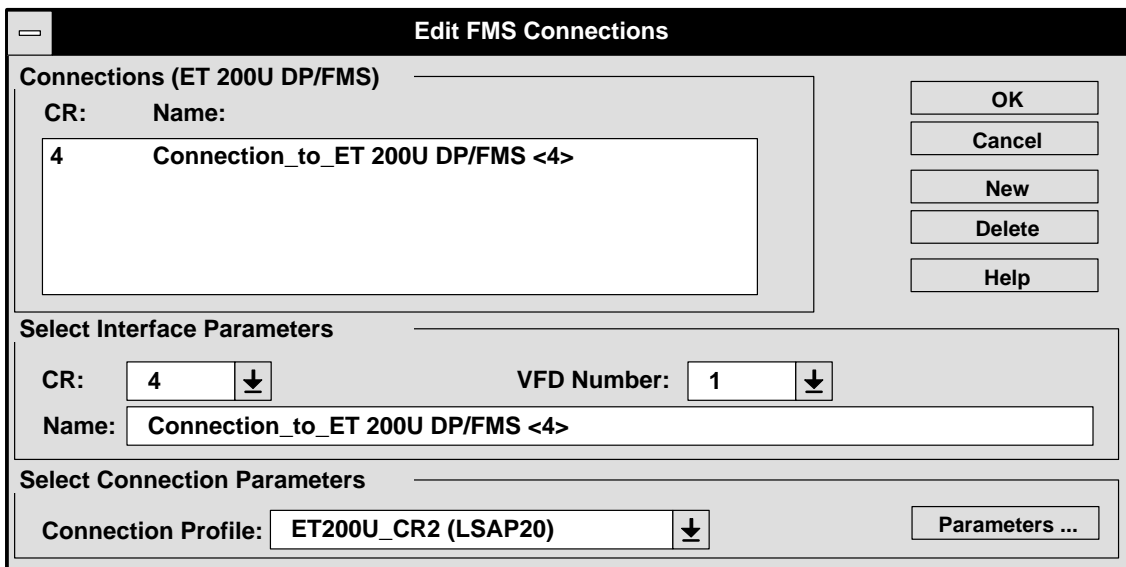 Edit FMS Connections
Connections (ET 200U DP/FMS)
CR: Name:
4 Connection_to_ET 200U DP/FMS <4>
OK
Cancel
New
Delete
Help
Select Interface Parameters
CR: 4 VFD Number: 1
Name: Connection_to_ET 200U DP/FMS <4>
Select Connection Parameters
Connection Profile: ET200U_CR2 (LSAP20) Parameters ...